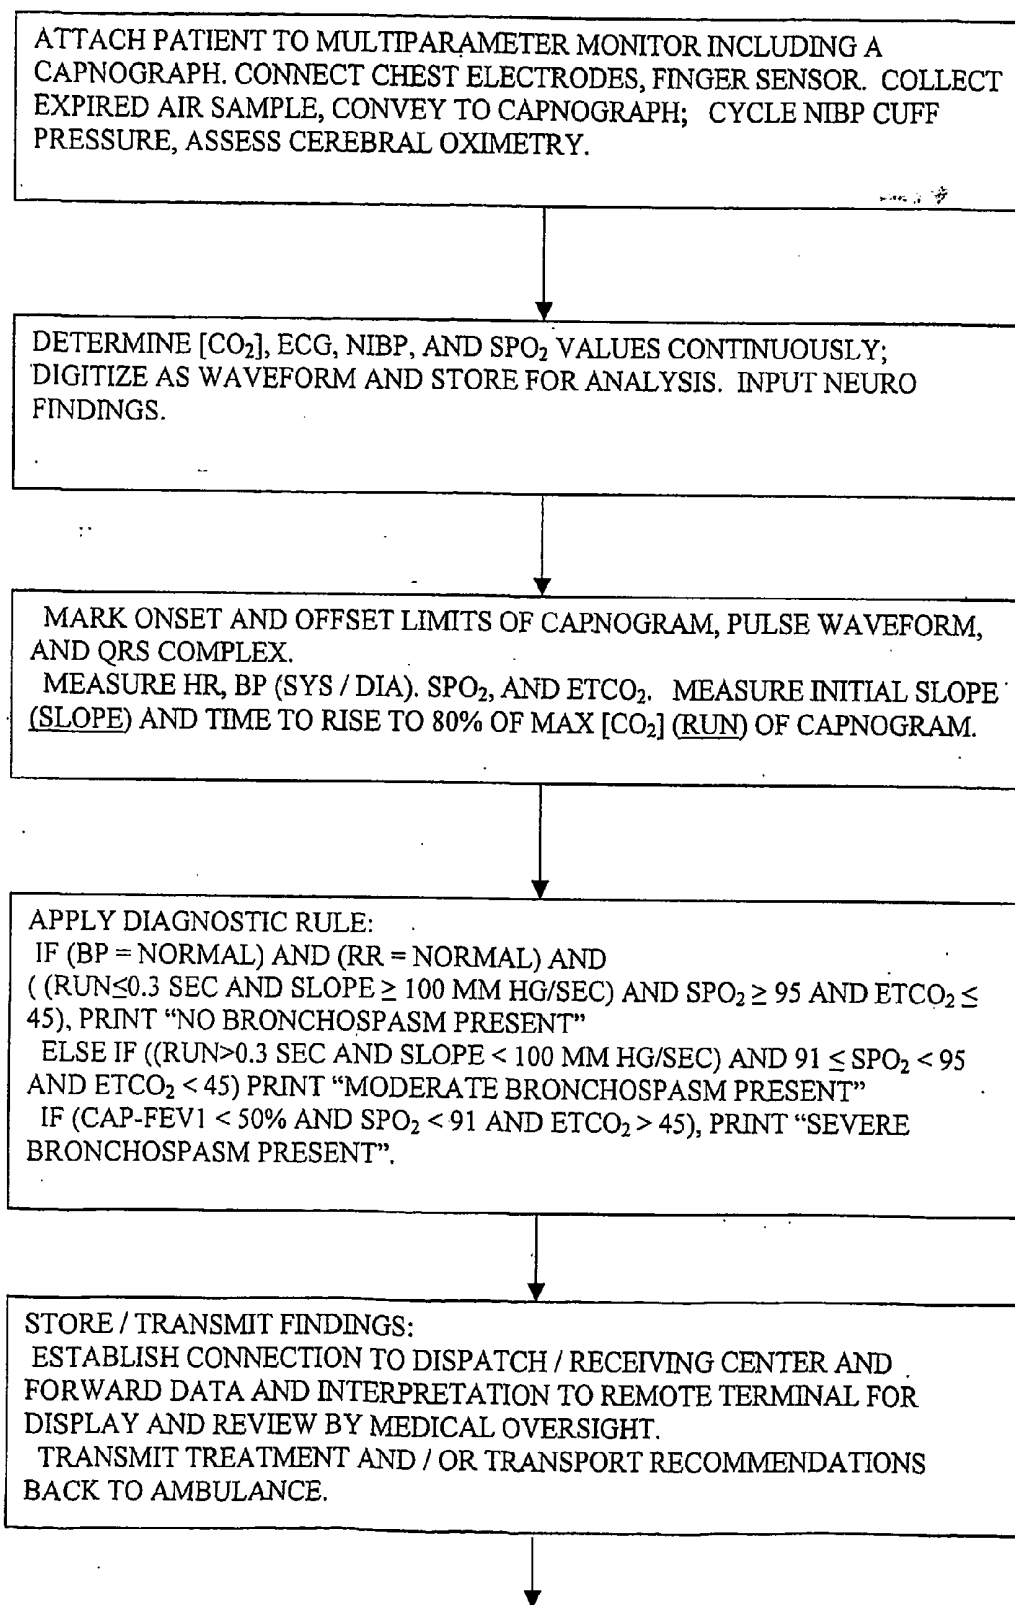 ATTACH PATIENT TO MULTIPARAMETER MONITOR INCLUDING A
CAPNOGRAPH. CONNECT CHEST ELECTRODES, FINGER SENSOR. COLLECT
EXPIRED AIR SAMPLE, CONVEY TO CAPNOGRAPH; CYCLE NIBP CUFF
PRESSURE, ASSESS CEREBRAL OXIMETRY.
DETERMINE [CO₂], ECG, NIBP, AND SPO₂ VALUES CONTINUOUSLY;
DIGITIZE AS WAVEFORM AND STORE FOR ANALYSIS. INPUT NEURO
FINDINGS.
MARK ONSET AND OFFSET LIMITS OF CAPNOGRAM, PULSE WAVEFORM,
AND QRS COMPLEX.
MEASURE HR, BP (SYS / DIA). SPO₂, AND ETCO₂. MEASURE INITIAL SLOPE
(SLOPE) AND TIME TO RISE TO 80% OF MAX [CO₂] (RUN) OF CAPNOGRAM.
APPLY DIAGNOSTIC RULE:
IF (BP = NORMAL) AND (RR = NORMAL) AND
( (RUN≤0.3 SEC AND SLOPE ≥ 100 MM HG/SEC) AND SPO₂ ≥ 95 AND ETCO₂ ≤
45), PRINT “NO BRONCHOSPASM PRESENT”
ELSE IF ((RUN>0.3 SEC AND SLOPE < 100 MM HG/SEC) AND 91 ≤ SPO₂ < 95
AND ETCO₂ < 45) PRINT “MODERATE BRONCHOSPASM PRESENT”
IF (CAP-FEV1 < 50% AND SPO₂ < 91 AND ETCO₂ > 45), PRINT “SEVERE
BRONCHOSPASM PRESENT”.
STORE / TRANSMIT FINDINGS:
ESTABLISH CONNECTION TO DISPATCH / RECEIVING CENTER AND
FORWARD DATA AND INTERPRETATION TO REMOTE TERMINAL FOR
DISPLAY AND REVIEW BY MEDICAL OVERSIGHT.
TRANSMIT TREATMENT AND / OR TRANSPORT RECOMMENDATIONS
BACK TO AMBULANCE.